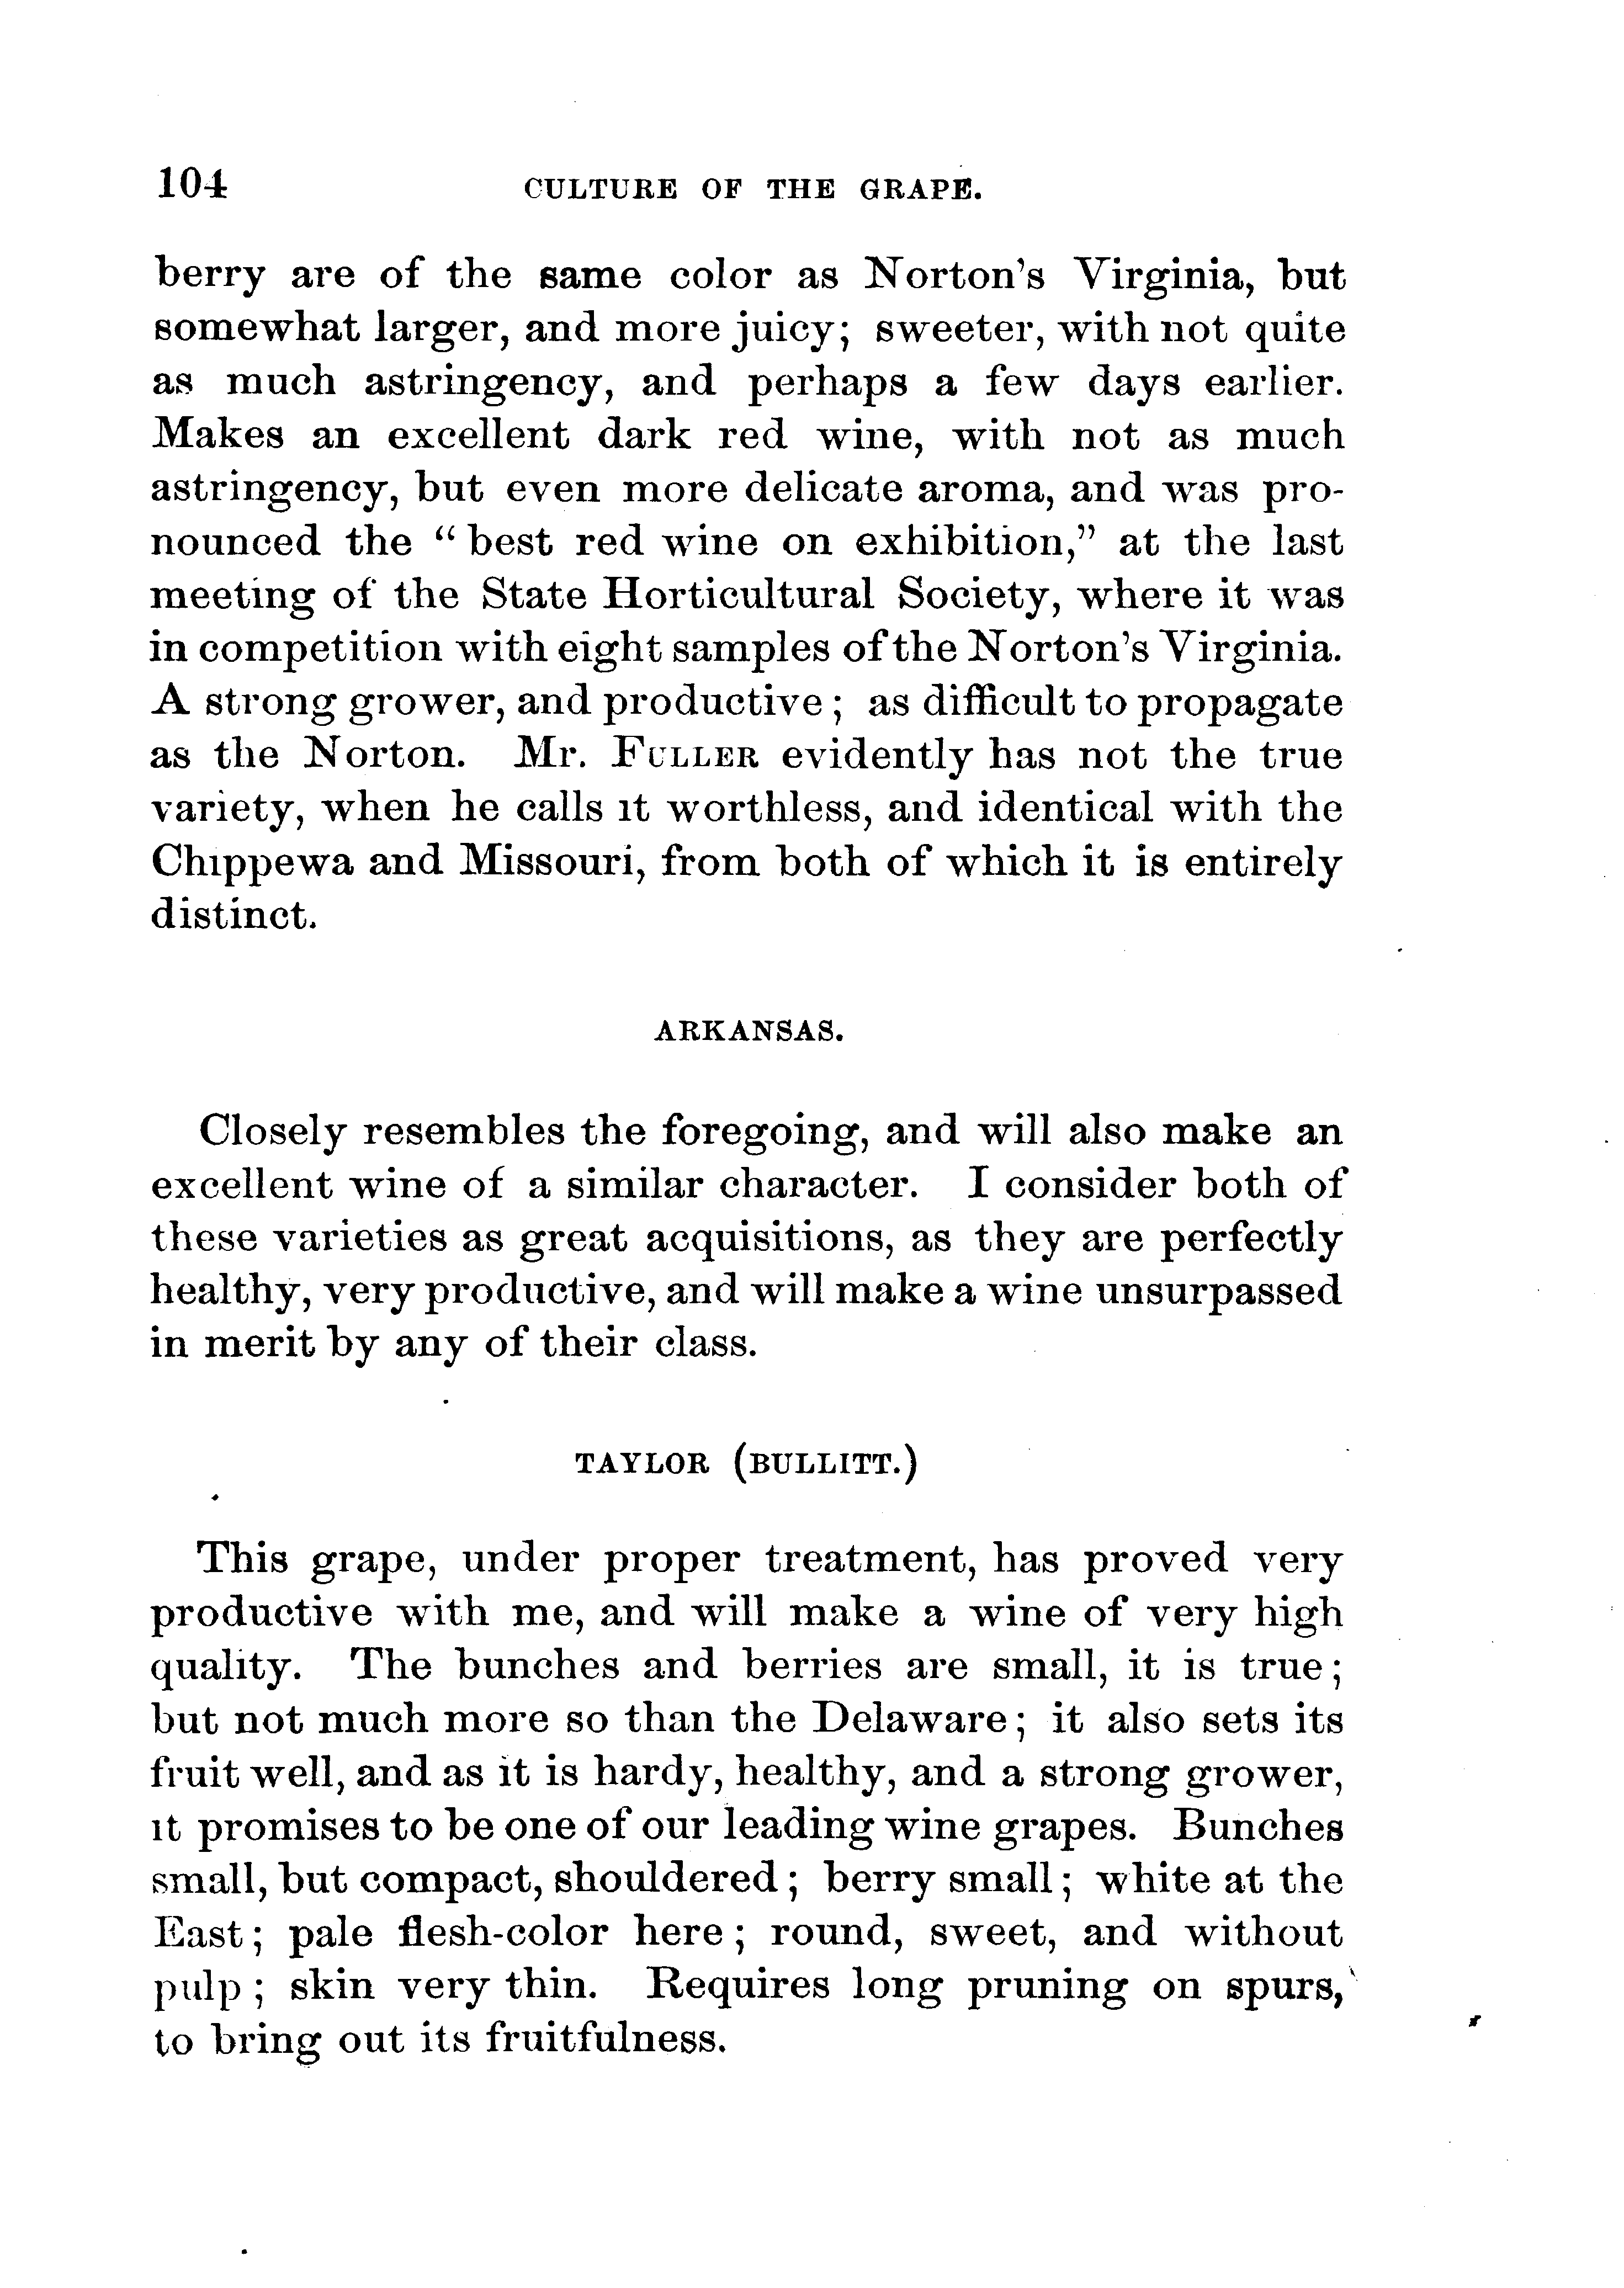 104 CULTURE OF THE GRAPE.
berry are of the same color as Norton's Virginia, but
somewhat larger, and more juicy; sweeter, with not quite
as much astringency, and perhaps a few days earlier.
Makes an excellent dark red wine, with not as much
astringency, but even more delicate aroma, and was pro-
nounced the "best red wine on exhibition," at the last
meeting of the State Horticultural Society, where it was
in competition with eight samples of the Norton's Virginia.
A strong grower, and productive; as difficult to propagate
as the Norton. Mr. FULLER evidently has not the true
variety, when he calls it worthless, and identical with the
Chippewa and Missouri, from both of which it is entirely
distinct.
ARKANSAS.
Closely resembles the foregoing, and will also make an
excellent wine of a similar character. I consider both of
these varieties as great acquisitions, as they are perfectly
healthy, very productive, and will make a wine unsurpassed
in merit by any of their class.
TAYLOR (BULLITT.)
This grape, under proper treatment, has proved very
productive with me, and will make a wine of very high
quality. The bunches and berries are small, it is true;
but not much more so than the Delaware; it also sets its
fruit well, and as it is hardy, healthy, and a strong grower,
it promises to be one of our leading wine grapes. Bunches
small, but compact, shouldered; berry small; white at the
East; pale flesh-color here; round, sweet, and without
pulp; skin very thin. Requires long pruning on spurs,
to bring out its fruitfulness.